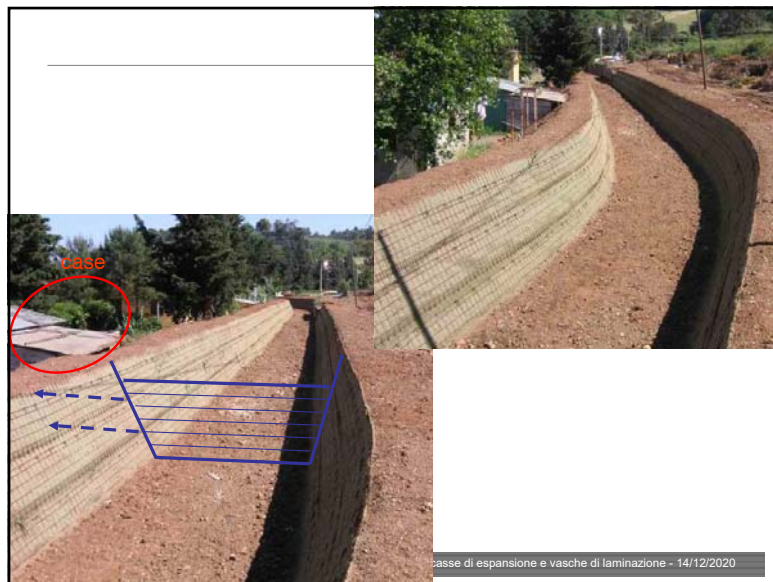 case
casse di espansione e vasche di laminazione - 14/12/2020